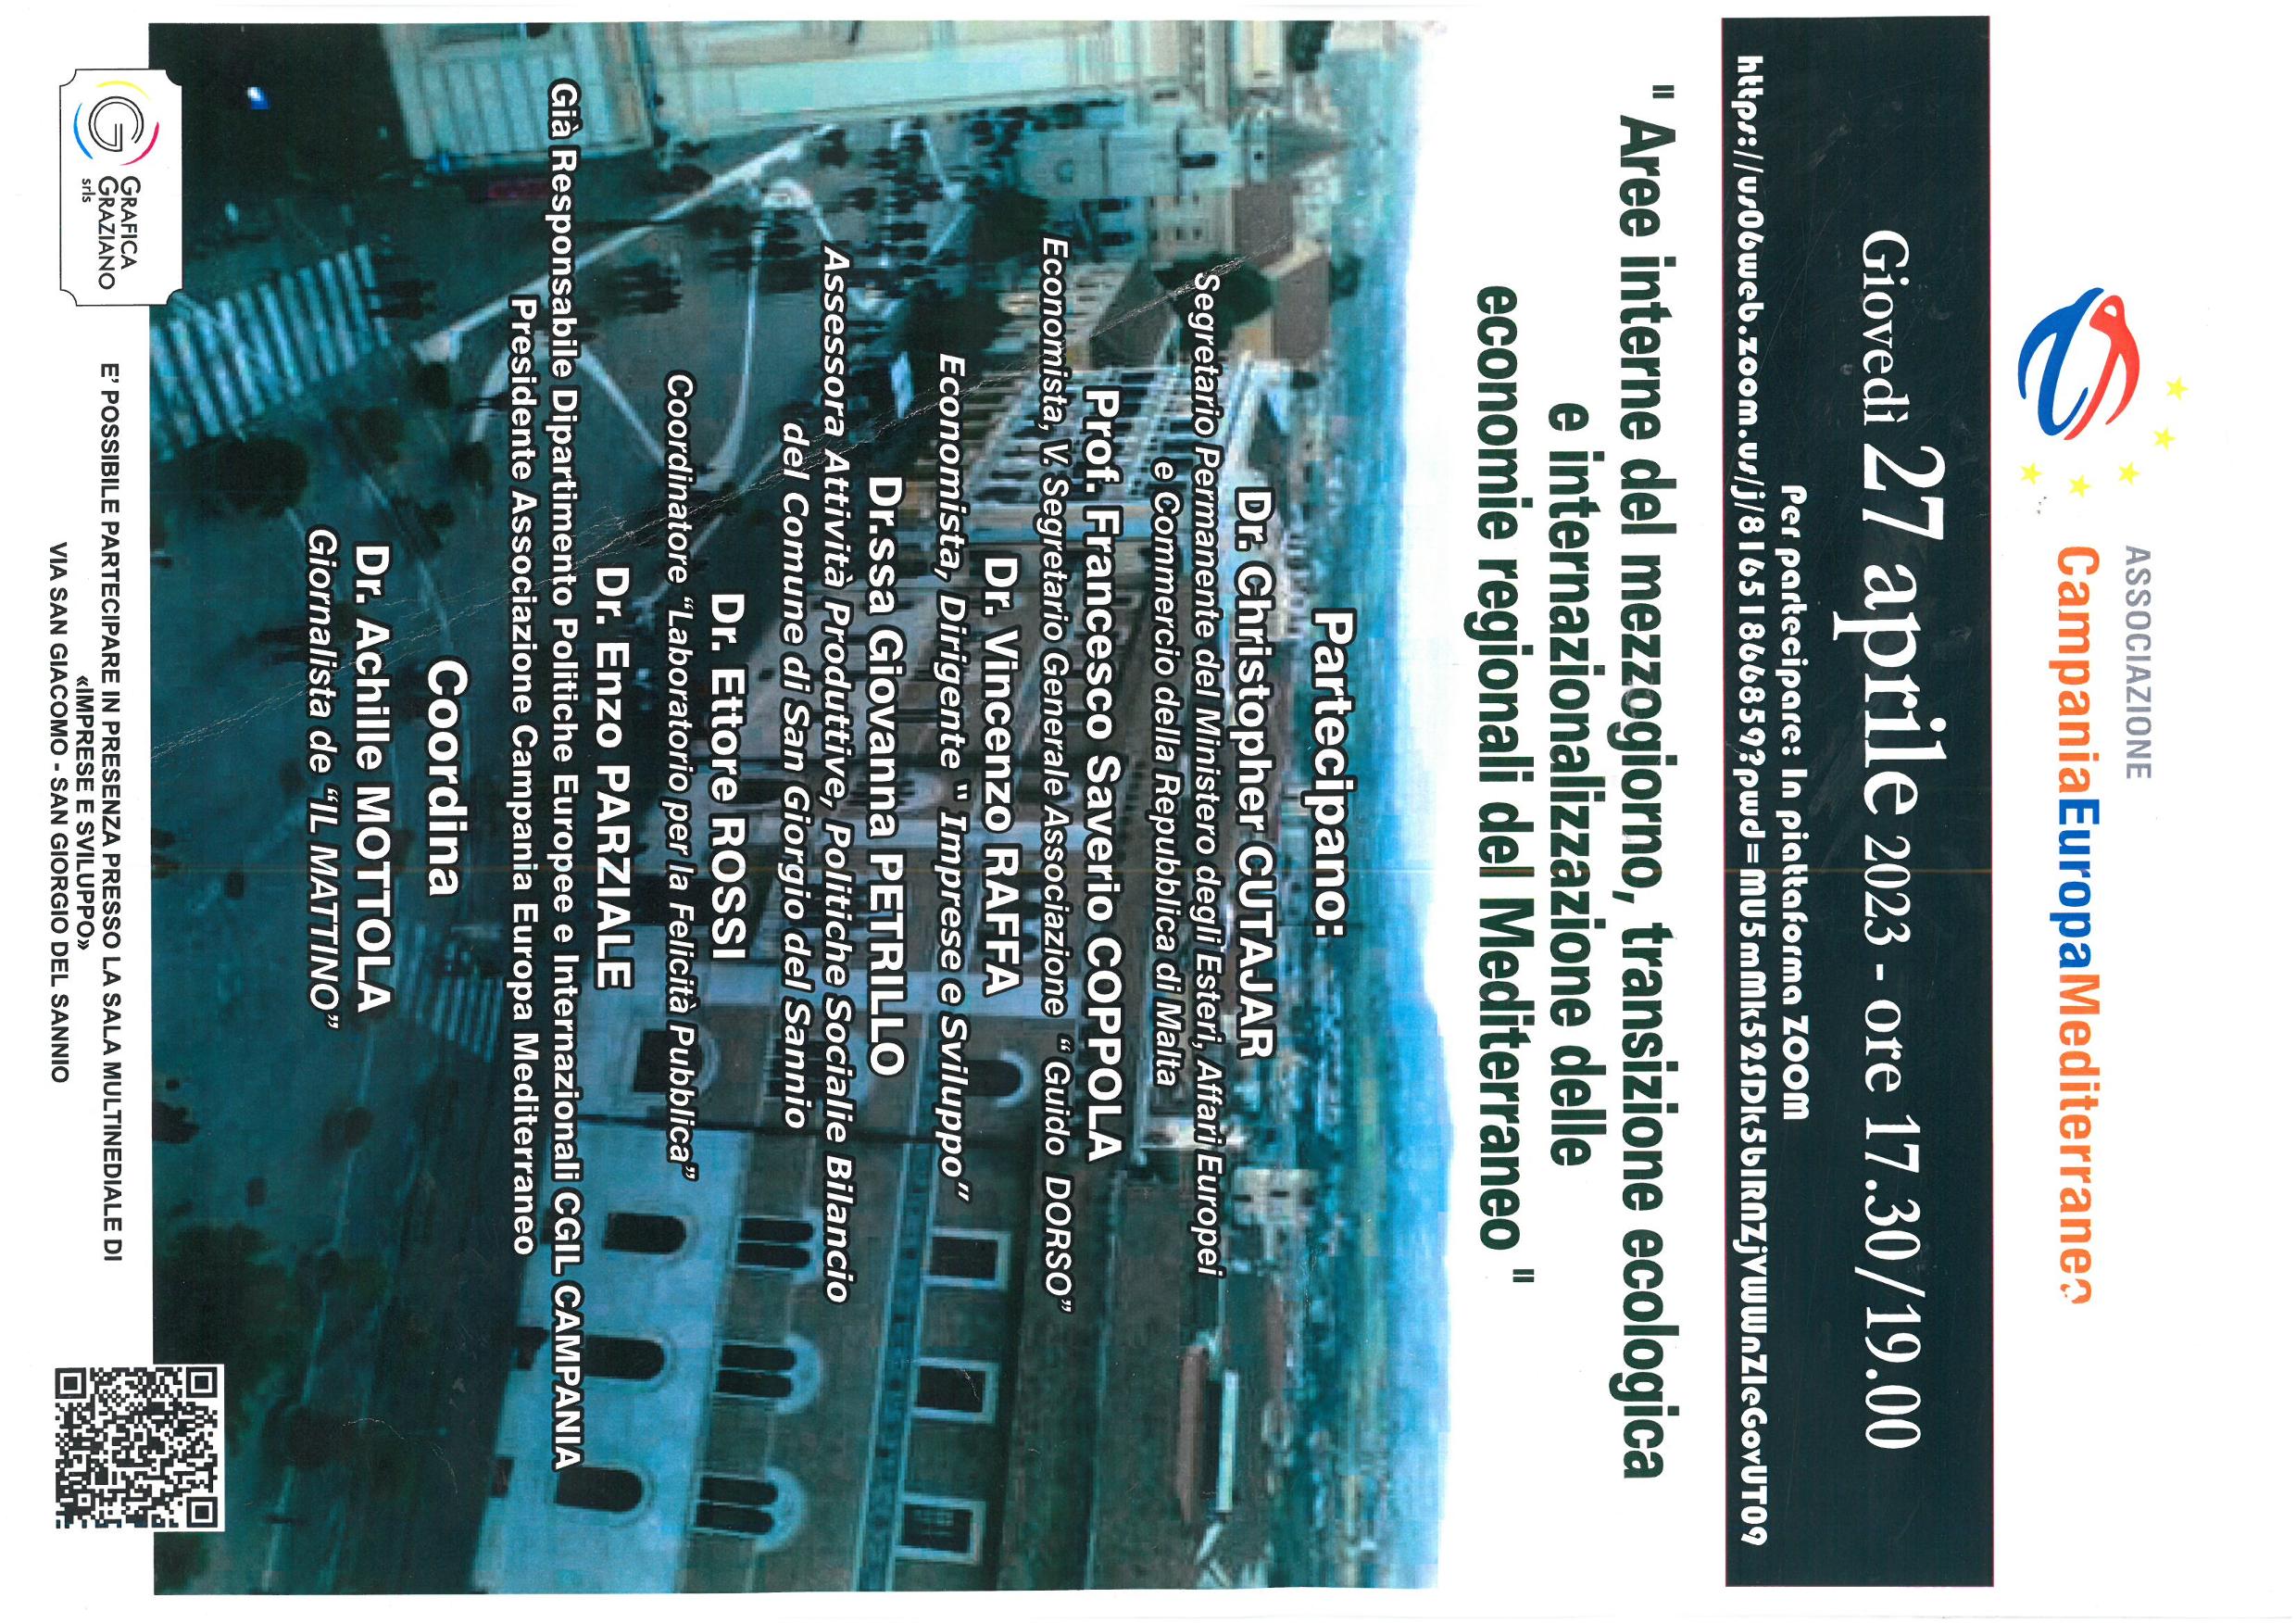 ASSOCIAZIONE
CampaniaEuropaMediterraneo
Giovedì 27 aprile 2023 - ore 17.30/19.00
Per partecipare: In piattaforma ZOOM
https://us06web.zoom.us/j/81651866859?pwd=MU5mMk52SDk5blRNZjVWWnZIeGovUT09
" Aree interne del mezzogiorno, transizione ecologica
e internazionalizzazione delle
economie regionali del Mediterraneo "
Partecipano:
Dr. Christopher CUTAJAR
Segretario Permanente del Ministero degli Esteri, Affari Europei
e Commercio della Repubblica di Malta
Prof. Francesco Saverio COPPOLA
Economista, V. Segretario Generale Associazione “ Guido DORSO”
Dr. Vincenzo RAFFA
Economista, Dirigente “ Imprese e Sviluppo”
Dr.ssa Giovanna PETRILLO
Assessora Attività Produttive, Politiche Socialie Bilancio
del Comune di San Giorgio del Sannio
Dr. Ettore ROSSI
Coordinatore “Laboratorio per la Felicità Pubblica”
Dr. Enzo PARZIALE
Già Responsabile Dipartimento Politiche Europee e Internazionali CGIL CAMPANIA
Presidente Associazione Campania Europa Mediterraneo
Coordina
Dr. Achille MOTTOLA
Giornalista de “IL MATTINO”
G
GRAFICA
GRAZIANO
srls
E’ POSSIBILE PARTECIPARE IN PRESENZA PRESSO LA SALA MULTINEDIALE DI
«IMPRESE E SVILUPPO»
VIA SAN GIACOMO - SAN GIORGIO DEL SANNIO